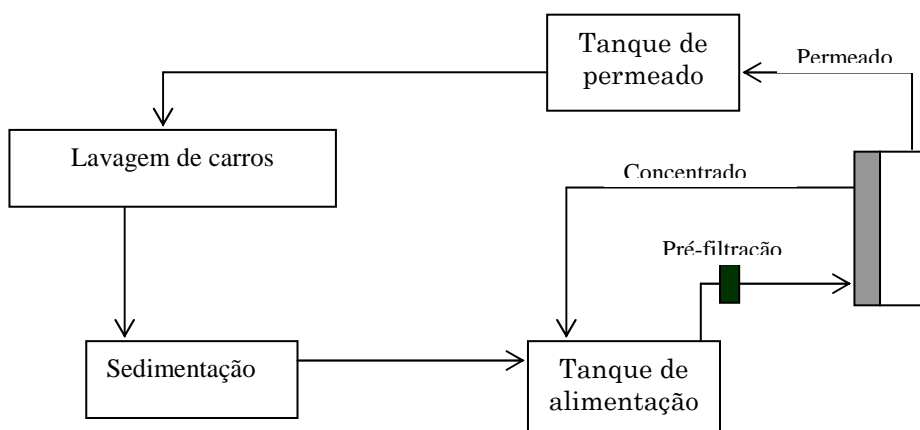 Tanque de
permeado
Permeado
Lavagem de carros
Concentrado
Pré-filtração
Sedimentação
Tanque de
alimentação